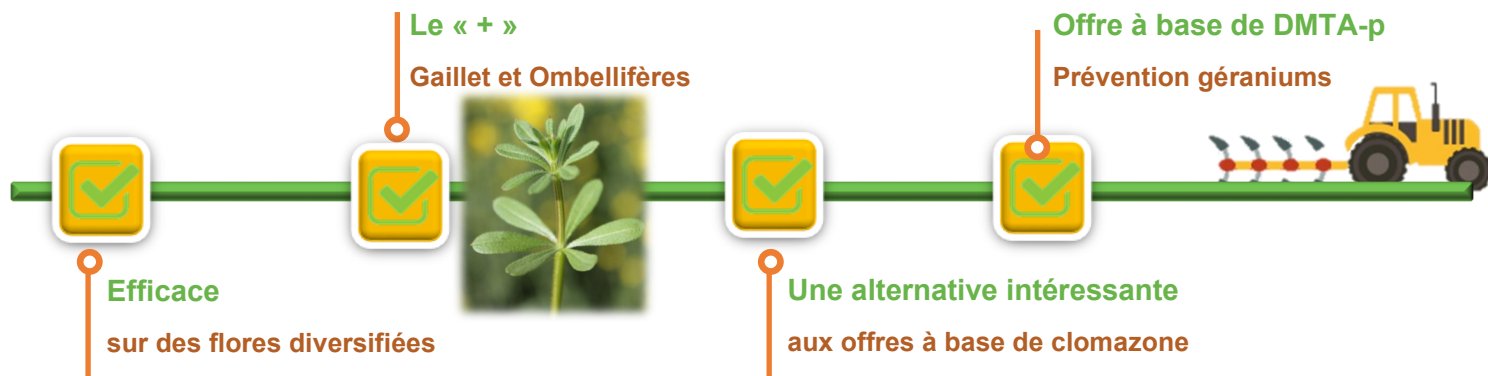 Le « + »
Gaillet et Ombellifères
Offre à base de DMTA-p
Prévention géraniums
Efficace
sur des flores diversifiées
Une alternative intéressante
aux offres à base de clomazone